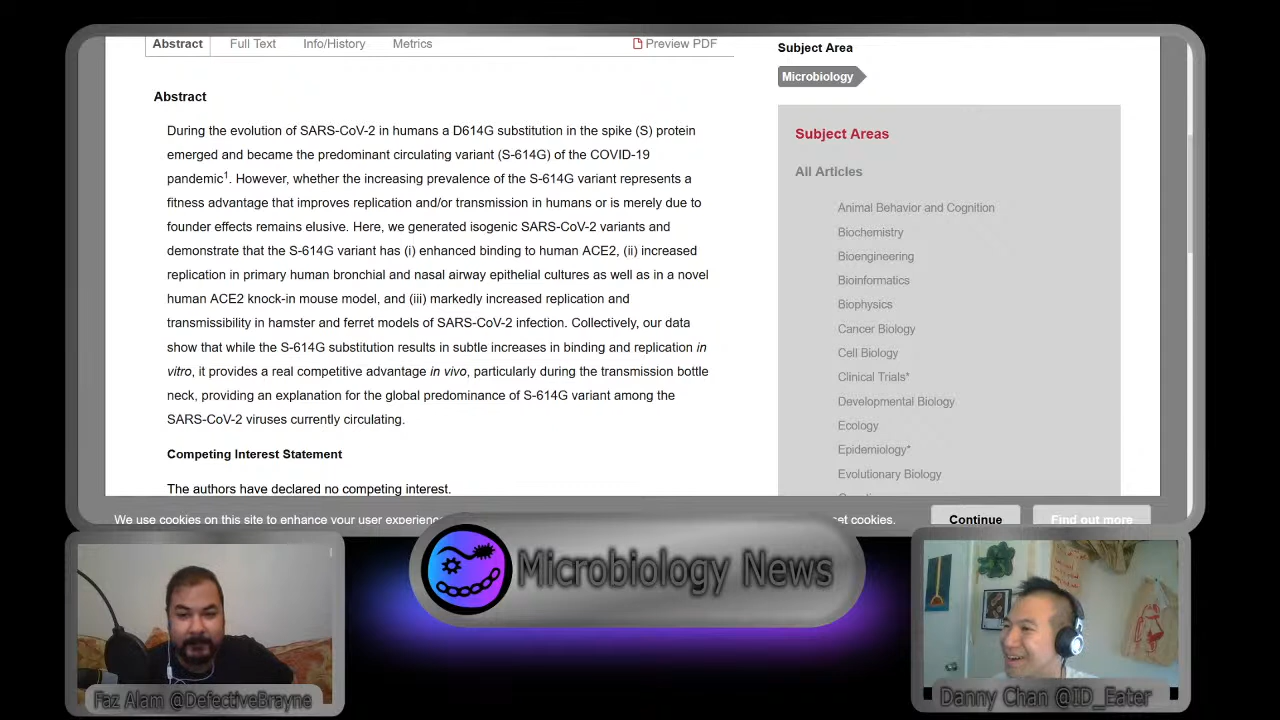 Abstract Full Text Info/History Metrics Preview PDF
Subject Area
Microbiology
Abstract
During the evolution of SARS-CoV-2 in humans a D614G substitution in the spike (S) protein
emerged and became the predominant circulating variant (S-614G) of the COVID-19
pandemic1. However, whether the increasing prevalence of the S-614G variant represents a
fitness advantage that improves replication and/or transmission in humans or is merely due to
founder effects remains elusive. Here, we generated isogenic SARS-CoV-2 variants and
demonstrate that the S-614G variant has (i) enhanced binding to human ACE2, (ii) increased
replication in primary human bronchial and nasal airway epithelial cultures as well as in a novel
human ACE2 knock-in mouse model, and (iii) markedly increased replication and
transmissibility in hamster and ferret models of SARS-CoV-2 infection. Collectively, our data
show that while the S-614G substitution results in subtle increases in binding and replication in
vitro, it provides a real competitive advantage in vivo, particularly during the transmission bottle
neck, providing an explanation for the global predominance of S-614G variant among the
SARS-CoV-2 viruses currently circulating.
Competing Interest Statement
The authors have declared no competing interest.
Subject Areas
All Articles
Animal Behavior and Cognition
Biochemistry
Bioengineering
Bioinformatics
Biophysics
Cancer Biology
Cell Biology
Clinical Trials*
Developmental Biology
Ecology
Epidemiology*
Evolutionary Biology
We use cookies on this site to enhance your user experience
set cookies.
Continue
Find out more
Microbiology News
Faz Alam @DefectiveBrayne
Danny Chan @ID_Eater